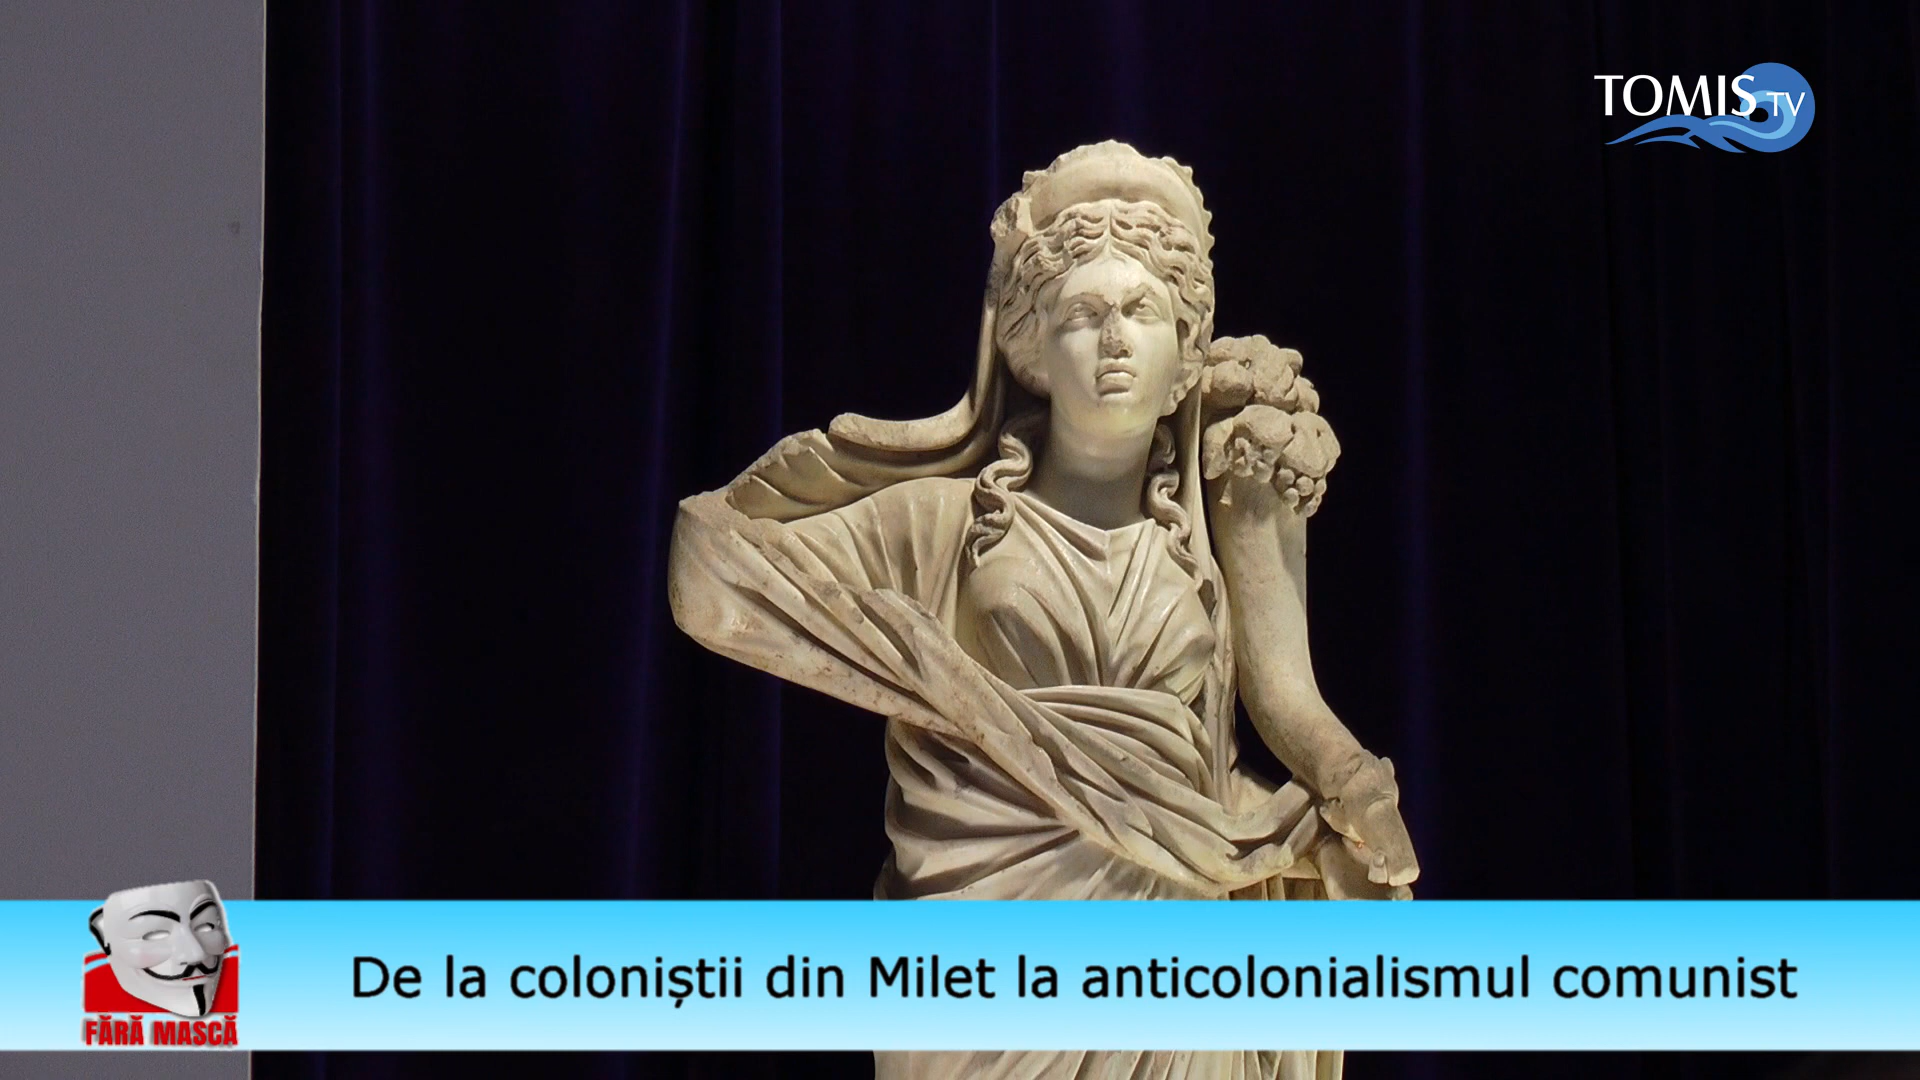 TOMIS TV
De la coloniștii din Milet la anticolonialismul comunist
FĂRĂ MASCĂ